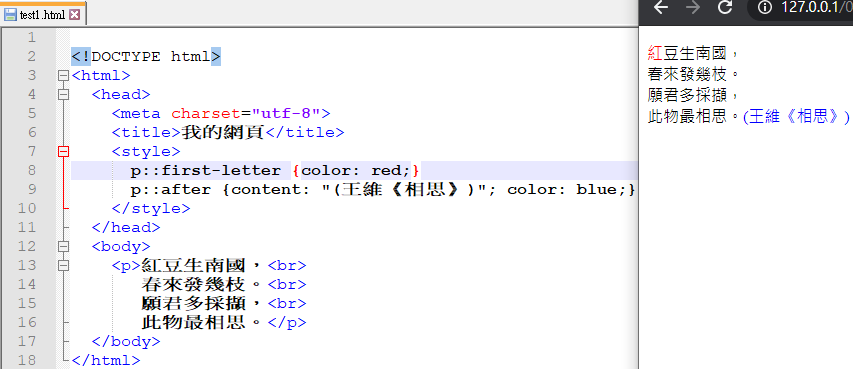 test1.html
1
2 <!DOCTYPE html>
3 <html>
4 <head>
5 <meta charset="utf-8">
6 <title>我的網頁</title>
7 <style>
8 p::first-letter {color: red;}
9 p::after {content: "(王維《相思》)"; color: blue;}
10 </style>
11 </head>
12 <body>
13 <p>紅豆生南國，<br>
14 春來發幾枝。<br>
15 願君多採擷，<br>
16 此物最相思。</p>
17 </body>
18 </html>
127.0.0.1/0
紅豆生南國，
春來發幾枝。
願君多採擷，
此物最相思。(王維《相思》)